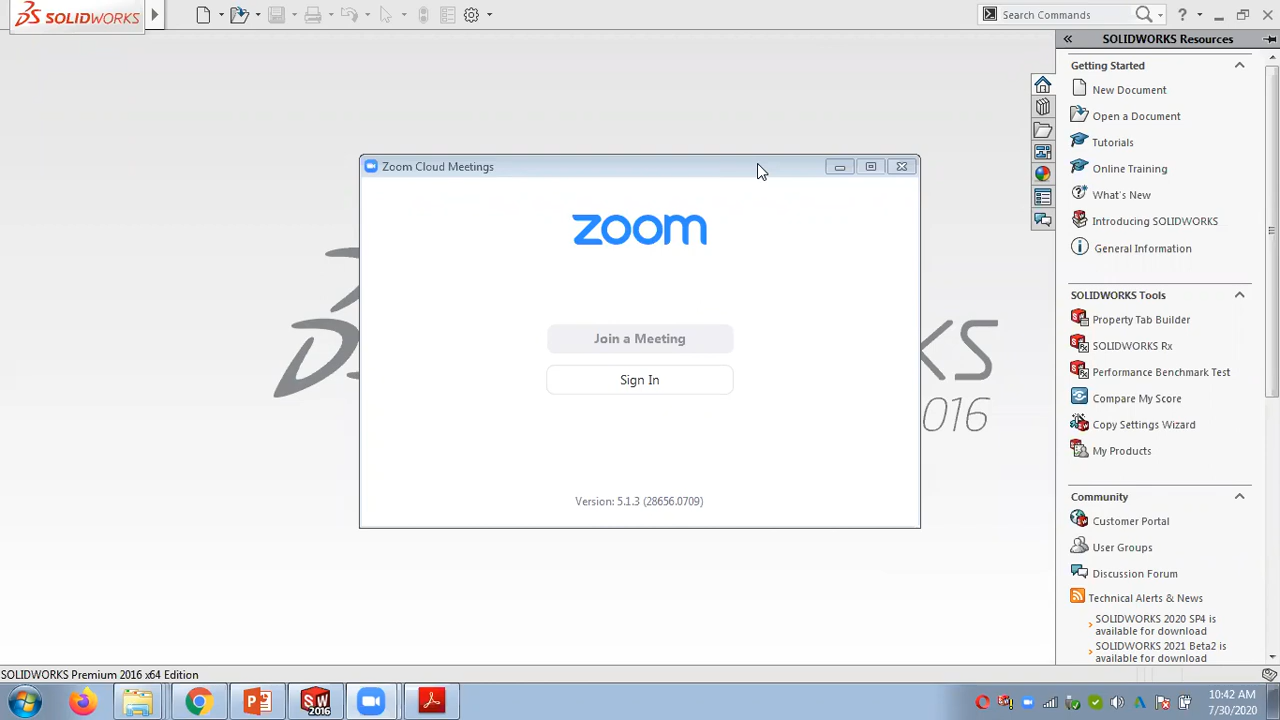 SOLIDWORKS
Search Commands
SOLIDWORKS Resources
Getting Started
New Document
Open a Document
Tutorials
Online Training
What's New
Introducing SOLIDWORKS
General Information
SOLIDWORKS Tools
Property Tab Builder
SOLIDWORKS Rx
Performance Benchmark Test
Compare My Score
Copy Settings Wizard
My Products
Community
Customer Portal
User Groups
Discussion Forum
Technical Alerts & News
SOLIDWORKS 2020 SP4 is
available for download
SOLIDWORKS 2021 Beta2 is
available for download
Zoom Cloud Meetings
zoom
Join a Meeting
Sign In
Version: 5.1.3 (28656.0709)
KS
016
SOLIDWORKS Premium 2016 x64 Edition
SW
2016
10:42 AM
7/30/2020